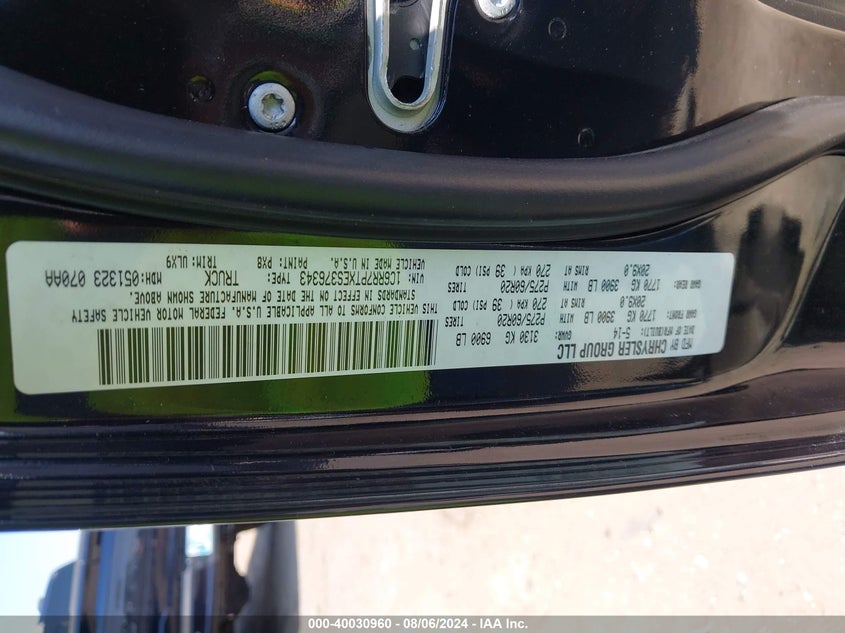 MFD BY
CHRYSLER GROUP LLC
DATE OF MFR(BUILT): 5-14 GVWR: 3130 KG 6900 LB
GAWR FRONT: 1770 KG 3900 LB WITH P275/60R20 TIRES
20X9.0 RIMS AT 270 KPA ( 39 PSI) COLD
GAWR REAR: 1770 KG 3900 LB WITH P275/60R20 TIRES
20X9.0 RIMS AT 270 KPA ( 39 PSI) COLD
THIS VEHICLE CONFORMS TO ALL APPLICABLE U.S.A. FEDERAL MOTOR VEHICLE SAFETY
STANDARDS IN EFFECT ON THE DATE OF MANUFACTURE SHOWN ABOVE.
VIN: 1C6RR7PTXES376343 TYPE: TRUCK MDH:051323 070AA
VEHICLE MADE IN U.S.A. PAINT: PX8 TRIM: ULX9
000-40030960 - 08/06/2024 - IAA Inc.